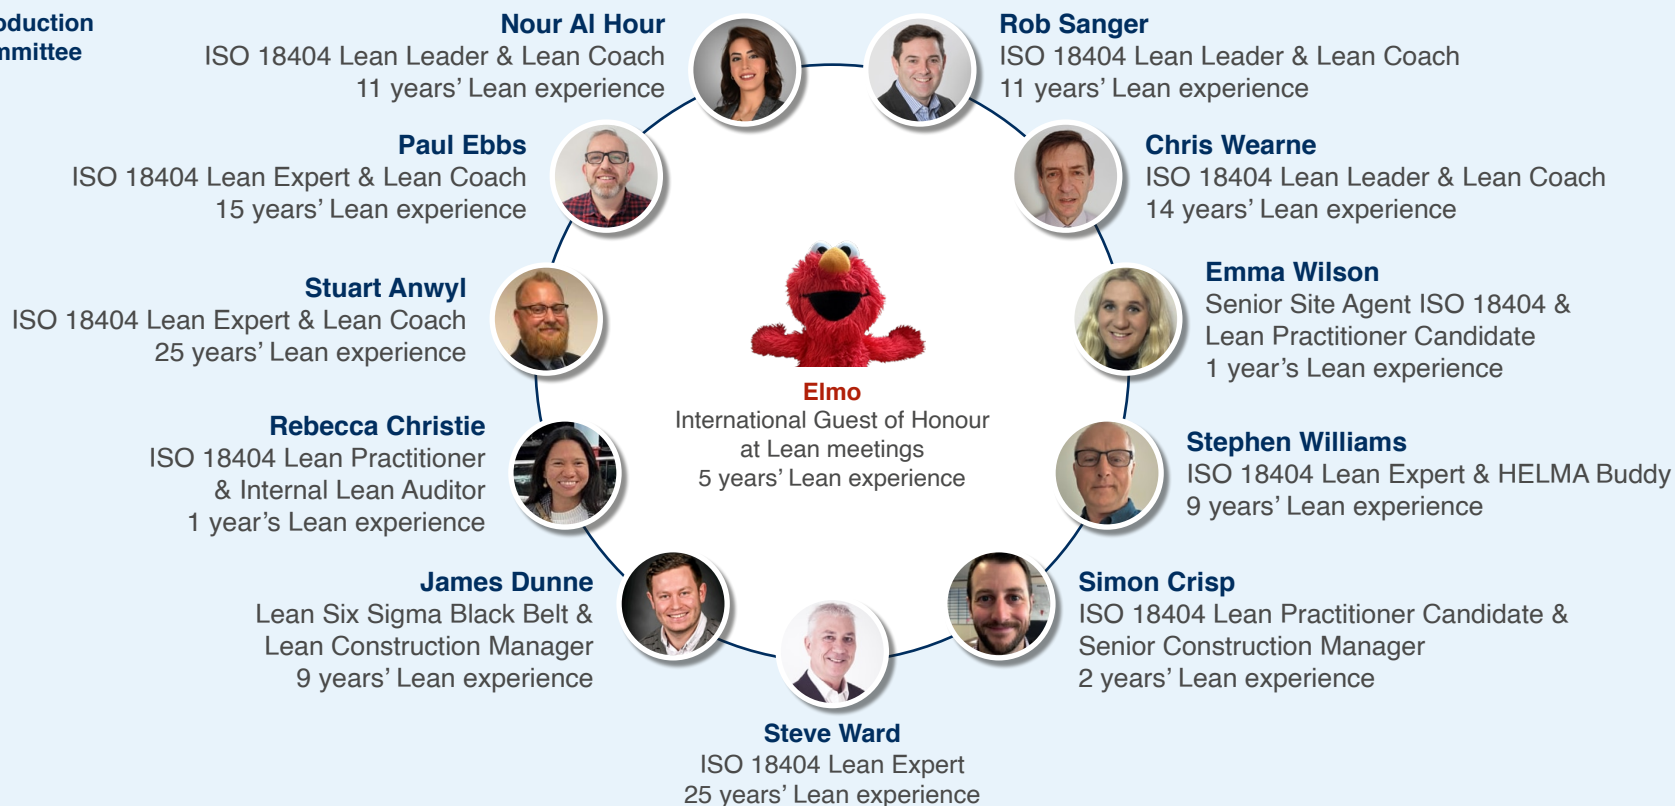 oduction
mmittee
Nour Al Hour
ISO 18404 Lean Leader & Lean Coach
11 years’ Lean experience
Rob Sanger
ISO 18404 Lean Leader & Lean Coach
11 years’ Lean experience
Paul Ebbs
ISO 18404 Lean Expert & Lean Coach
15 years’ Lean experience
Chris Wearne
ISO 18404 Lean Leader & Lean Coach
14 years’ Lean experience
Stuart Anwyl
ISO 18404 Lean Expert & Lean Coach
25 years’ Lean experience
Emma Wilson
Senior Site Agent ISO 18404 &
Lean Practitioner Candidate
1 year’s Lean experience
Elmo
International Guest of Honour
at Lean meetings
5 years’ Lean experience
Rebecca Christie
ISO 18404 Lean Practitioner
& Internal Lean Auditor
1 year’s Lean experience
Stephen Williams
ISO 18404 Lean Expert & HELMA Buddy
9 years’ Lean experience
James Dunne
Lean Six Sigma Black Belt &
Lean Construction Manager
9 years’ Lean experience
Simon Crisp
ISO 18404 Lean Practitioner Candidate &
Senior Construction Manager
2 years’ Lean experience
Steve Ward
ISO 18404 Lean Expert
25 years’ Lean experience